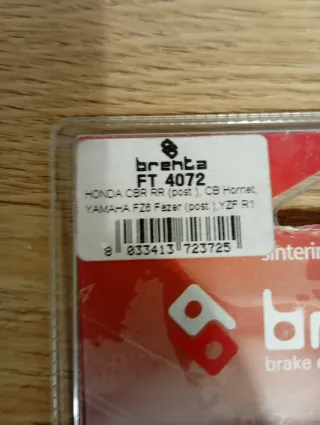 brenta
FT 4072
HONDA CBR RR (post.), CB Hornet,
YAMAHA FZ6 Fazer (post.), YZF R1
8 033413 723725
sinterin
bre
brake